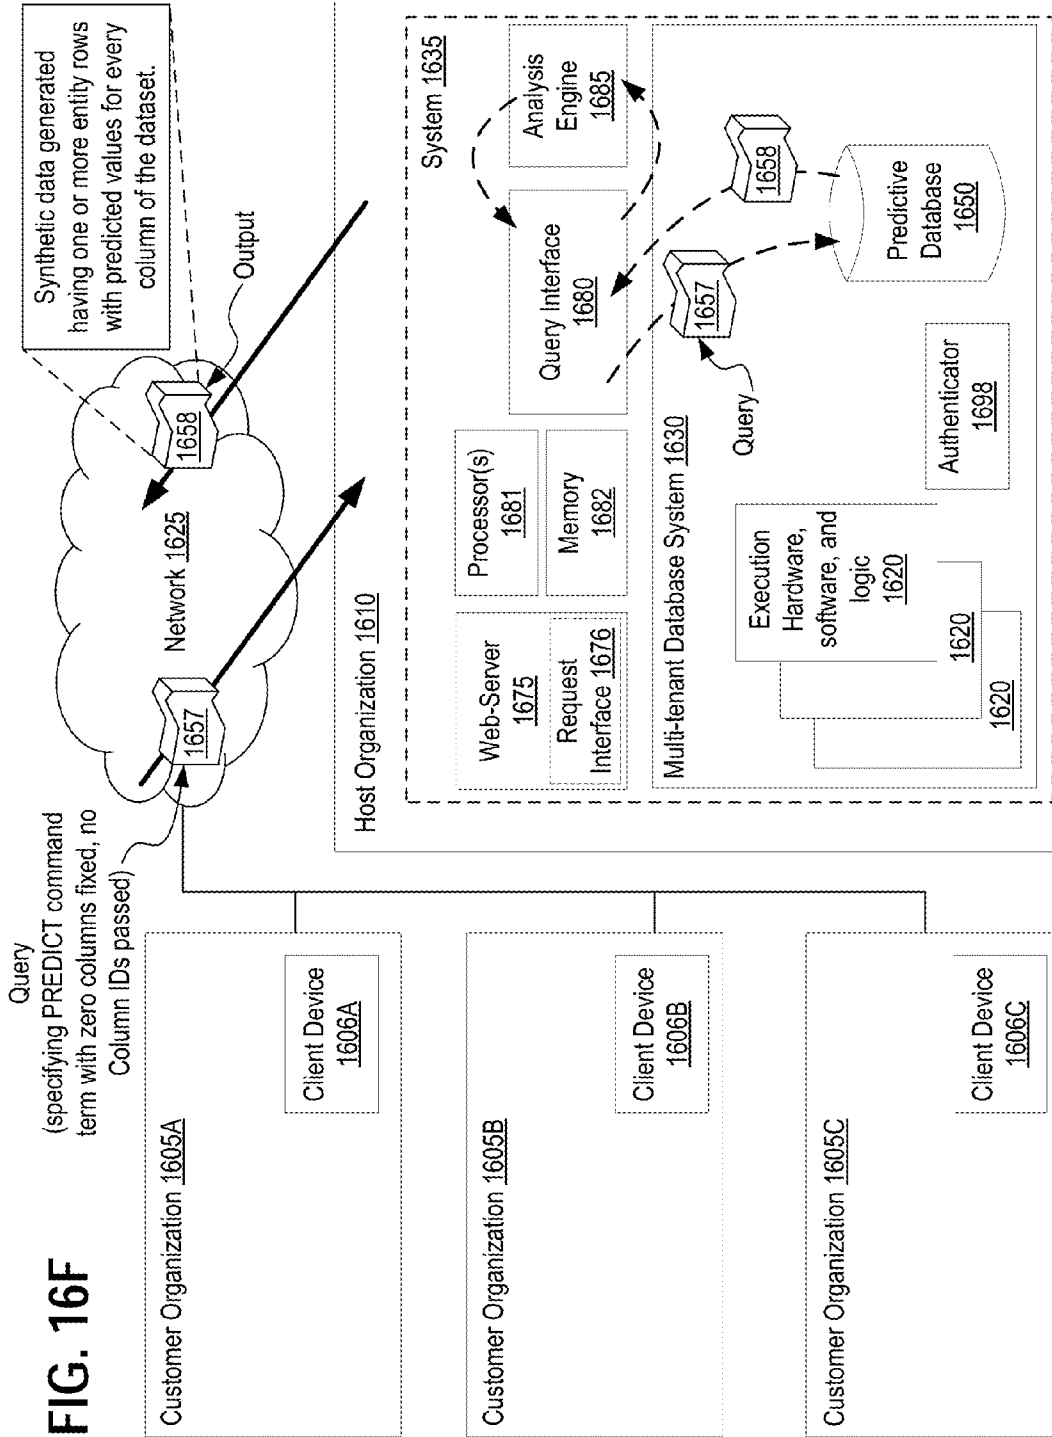 FIG. 16F
Query
(specifying PREDICT command
term with zero columns fixed, no
Column IDs passed)
Synthetic data generated
having one or more entity rows
with predicted values for every
column of the dataset.
1657
Network 1625
1658
Output
Customer Organization 1605A
Client Device
1606A
Customer Organization 1605B
Client Device
1606B
Customer Organization 1605C
Client Device
1606C
Host Organization 1610
System 1635
Web-Server
1675
Request
Interface 1676
Processor(s)
1681
Memory
1682
Query Interface
1680
Analysis
Engine
1685
Multi-tenant Database System 1630
Query
1657
1658
Execution
Hardware,
software, and
logic
1620
1620
1620
Authenticator
1698
Predictive
Database
1650